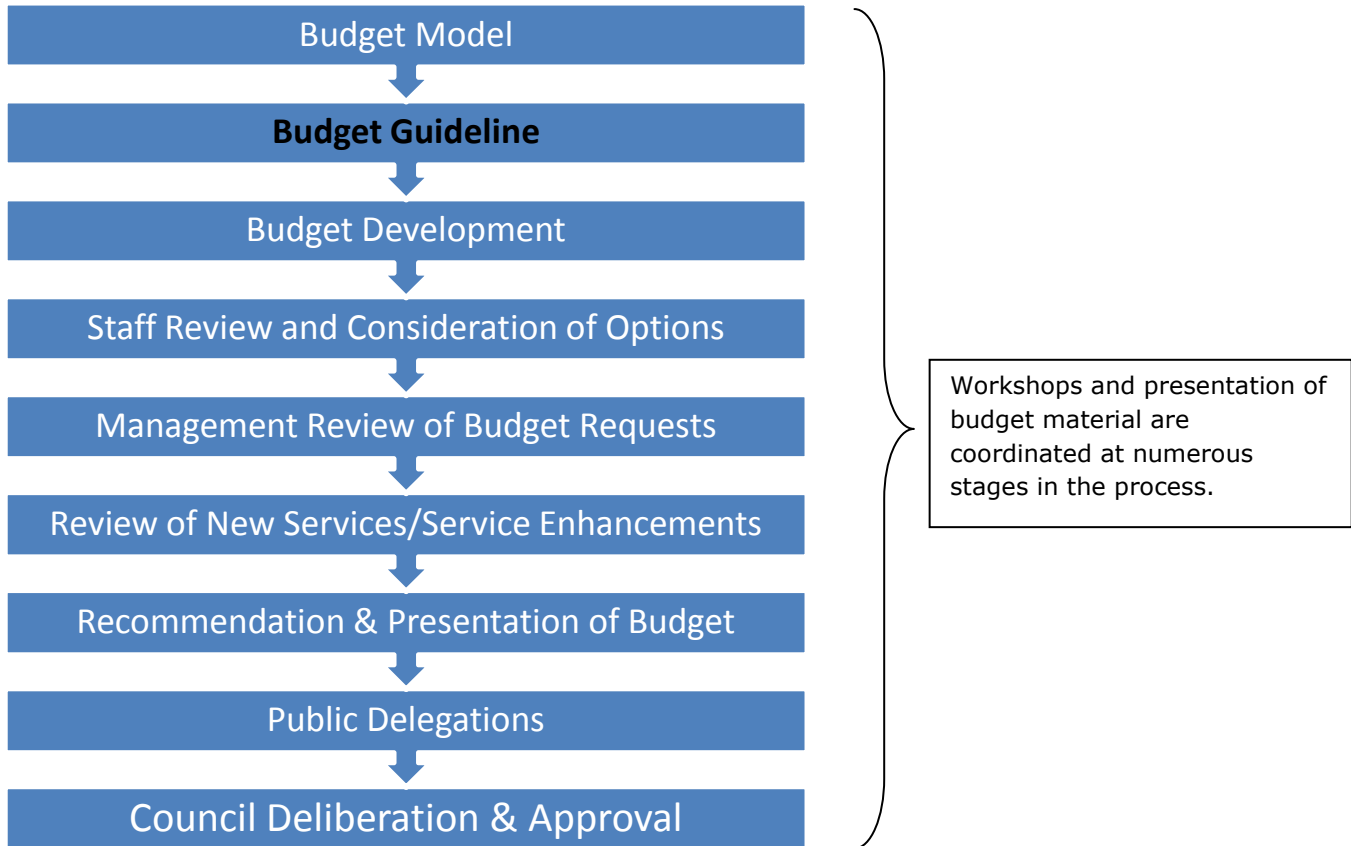 Budget Model
Budget Guideline
Budget Development
Staff Review and Consideration of Options
Management Review of Budget Requests
Review of New Services/Service Enhancements
Recommendation & Presentation of Budget
Public Delegations
Council Deliberation & Approval
Workshops and presentation of
budget material are
coordinated at numerous
stages in the process.